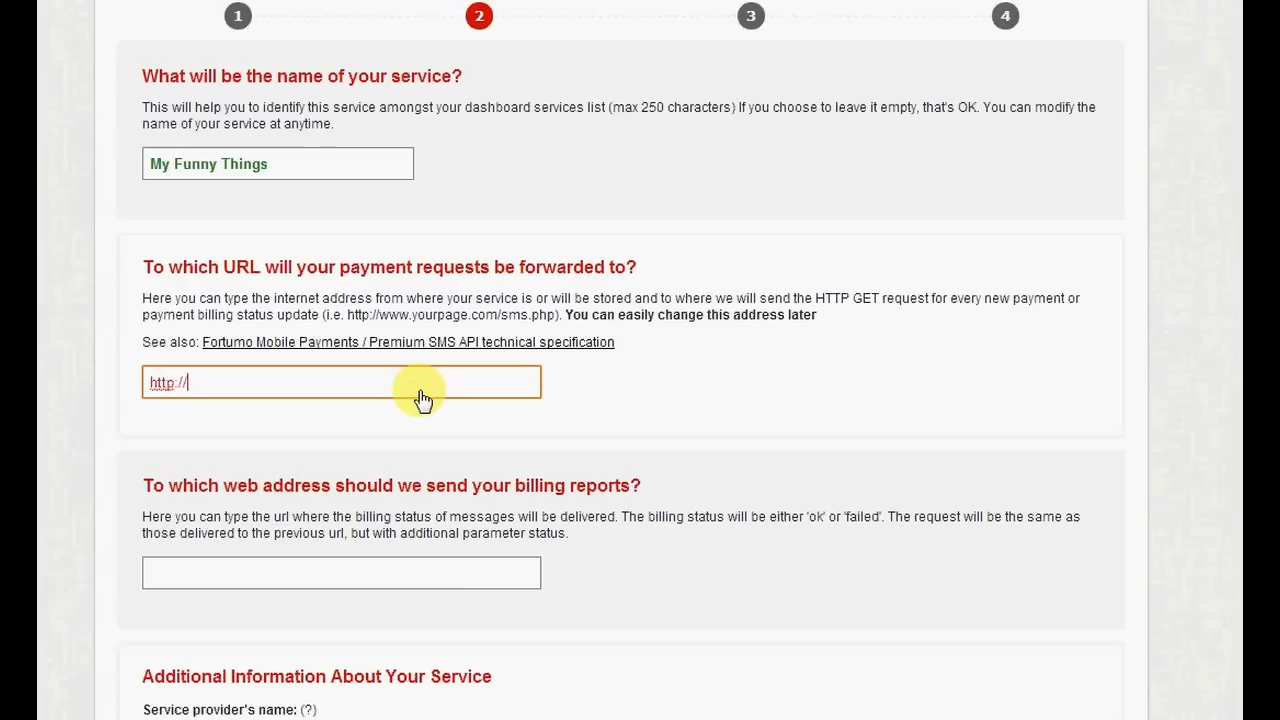 1 2 3 4
What will be the name of your service?
This will help you to identify this service amongst your dashboard services list (max 250 characters) If you choose to leave it empty, that's OK. You can modify the
name of your service at anytime.
My Funny Things
To which URL will your payment requests be forwarded to?
Here you can type the internet address from where your service is or will be stored and to where we will send the HTTP GET request for every new payment or
payment billing status update (i.e. http://www.yourpage.com/sms.php). You can easily change this address later
See also: Fortumo Mobile Payments / Premium SMS API technical specification
http://
To which web address should we send your billing reports?
Here you can type the url where the billing status of messages will be delivered. The billing status will be either 'ok' or 'failed'. The request will be the same as
those delivered to the previous url, but with additional parameter status.
Additional Information About Your Service
Service provider's name: (?)